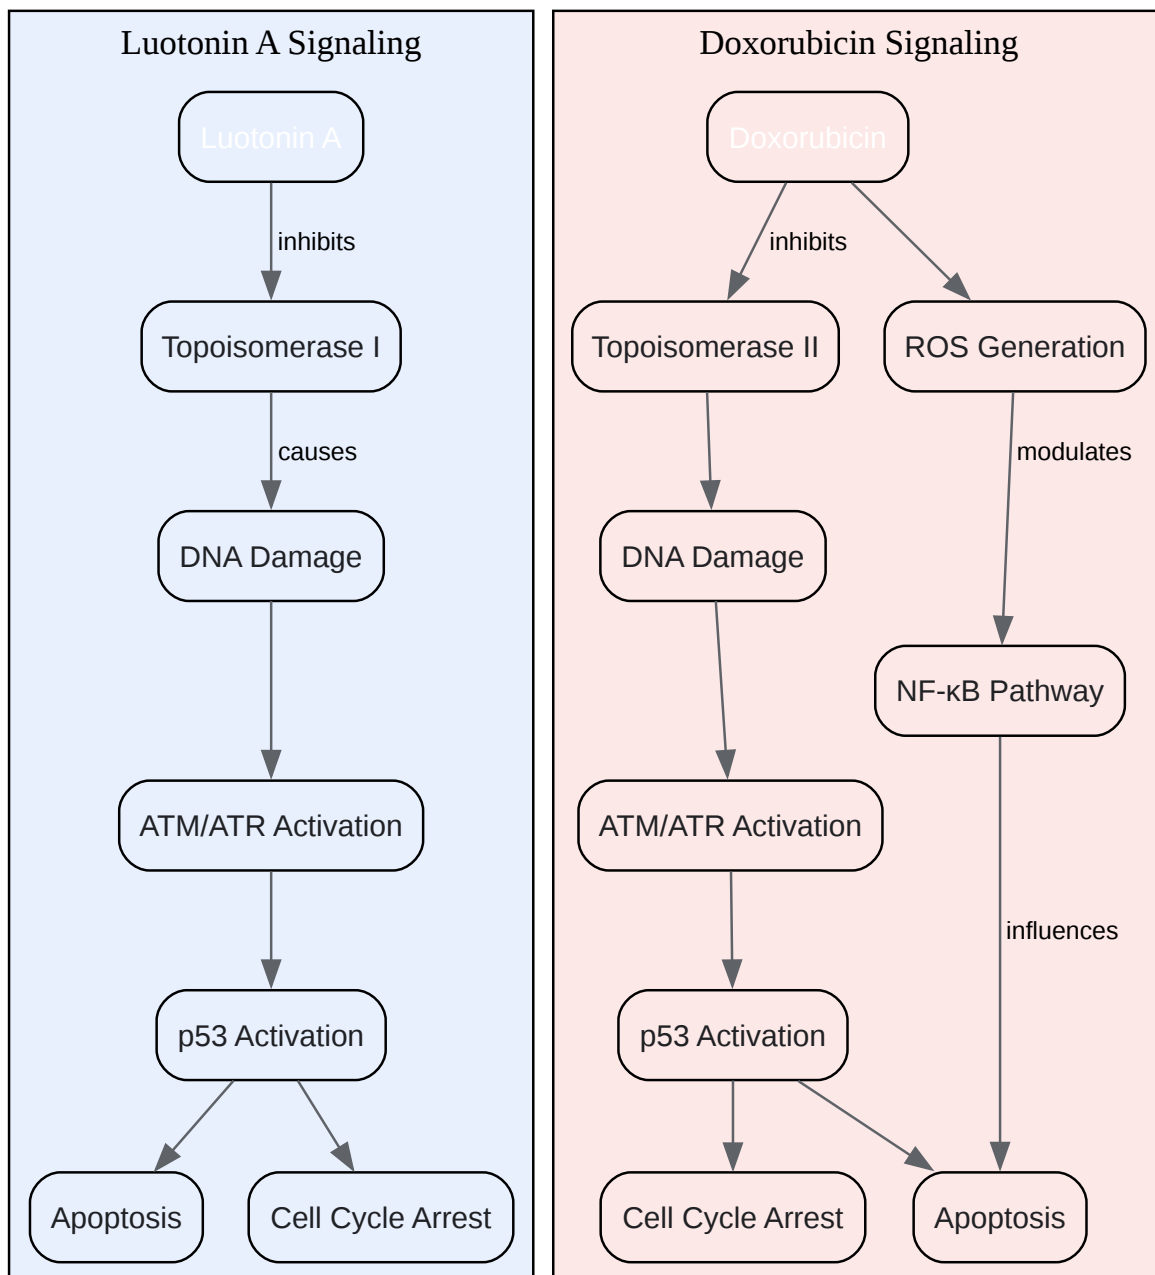 Luotonin A Signaling
Luotonin A
inhibits
Topoisomerase I
causes
DNA Damage
ATM/ATR Activation
p53 Activation
Apoptosis
Cell Cycle Arrest
Doxorubicin Signaling
Doxorubicin
inhibits
Topoisomerase II
ROS Generation
modulates
DNA Damage
NF-κB Pathway
ATM/ATR Activation
influences
p53 Activation
Cell Cycle Arrest
Apoptosis